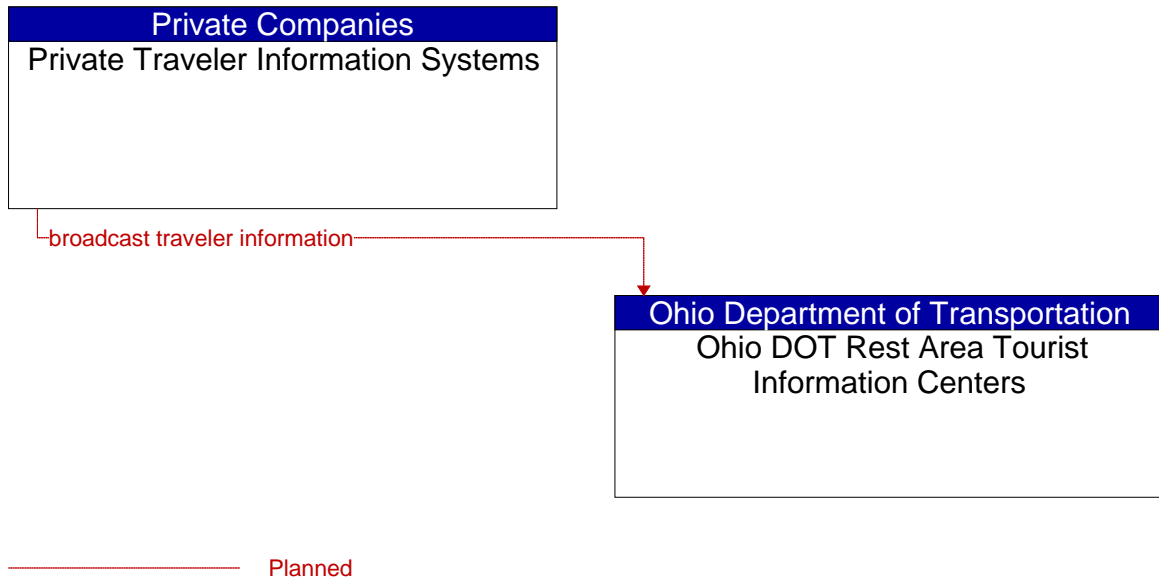 Private Companies
Private Traveler Information Systems
broadcast traveler information
Ohio Department of Transportation
Ohio DOT Rest Area Tourist
Information Centers
Planned